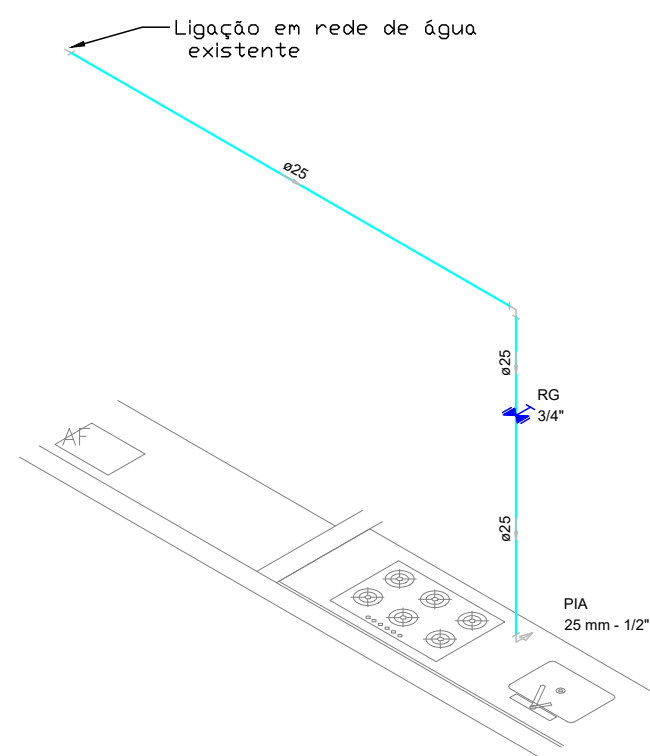 Ligação em rede de água
existente
ø25
ø25
RG
3/4"
AF
ø25
PIA
25 mm - 1/2"